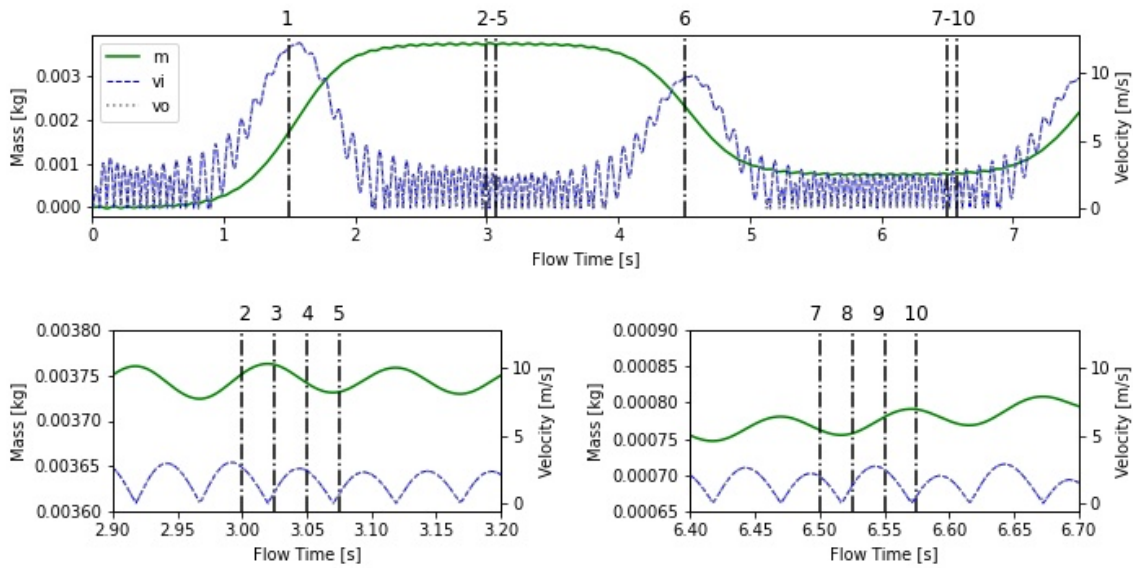 1 2-5 6 7-10
m
vi
vo
Mass [kg]
0.003
0.002
0.001
0.000
Velocity [m/s]
10
5
0
0 1 2 3 4 5 6 7
Flow Time [s]
2 3 4 5
Mass [kg]
0.00380
0.00375
0.00370
0.00365
0.00360
Velocity [m/s]
10
5
0
2.90 2.95 3.00 3.05 3.10 3.15 3.20
Flow Time [s]
7 8 9 10
Mass [kg]
0.00090
0.00085
0.00080
0.00075
0.00070
0.00065
Velocity [m/s]
10
5
0
6.40 6.45 6.50 6.55 6.60 6.65 6.70
Flow Time [s]